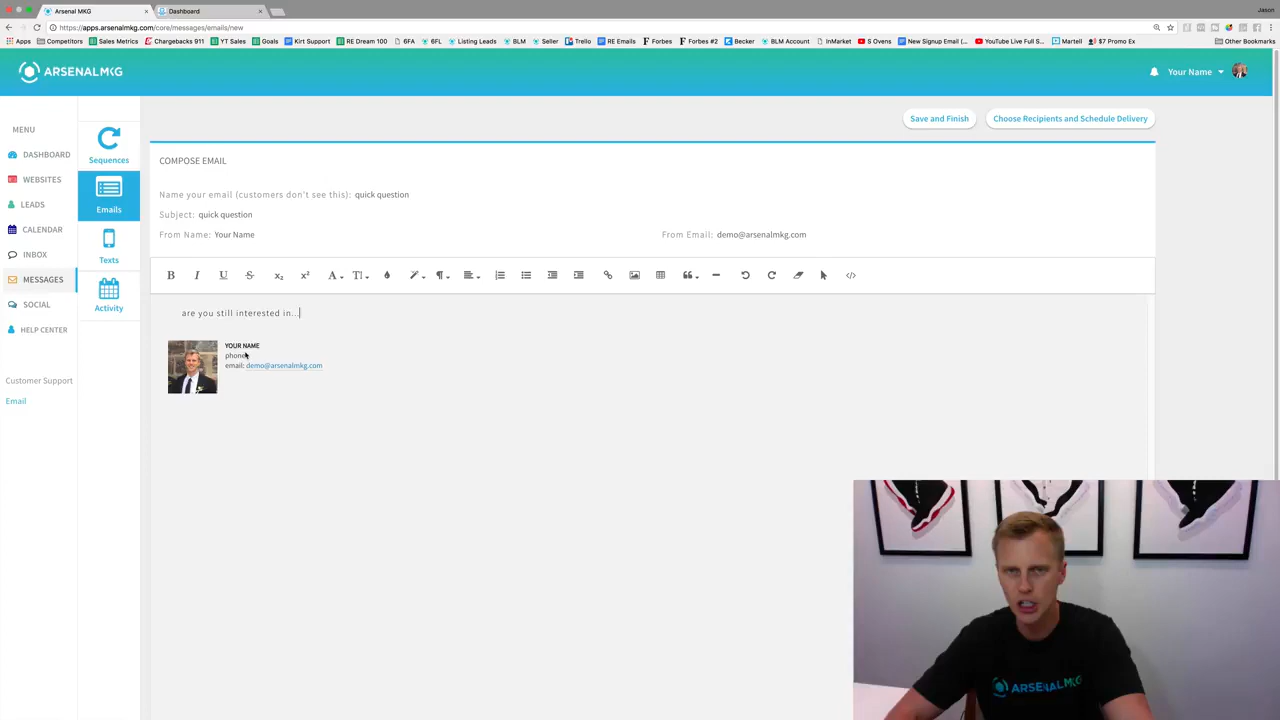 Arsenal MKG
Dashboard
Jason
https://apps.arsenalmkg.com/core/messages/emails/new
Apps Competitors Sales Metrics Chargebacks 911 YT Sales Goals Kirt Support RE Dream 100 6FA 6FL Listing Leads BLM Seller Trello RE Emails Forbes Forbes #2 Becker BLM Account InMarket S Ovens New Signup Email (... YouTube Live Full S... Martell $7 Promo Ex Other Bookmarks
ARSENALMKG
Your Name
MENU
DASHBOARD
WEBSITES
LEADS
CALENDAR
INBOX
MESSAGES
SOCIAL
HELP CENTER
Customer Support
Email
Sequences
Emails
Texts
Activity
Save and Finish
Choose Recipients and Schedule Delivery
COMPOSE EMAIL
Name your email (customers don't see this): quick question
Subject: quick question
From Name: Your Name
From Email: demo@arsenalmkg.com
are you still interested in...
YOUR NAME
phone
email: demo@arsenalmkg.com
ARSENALMKG